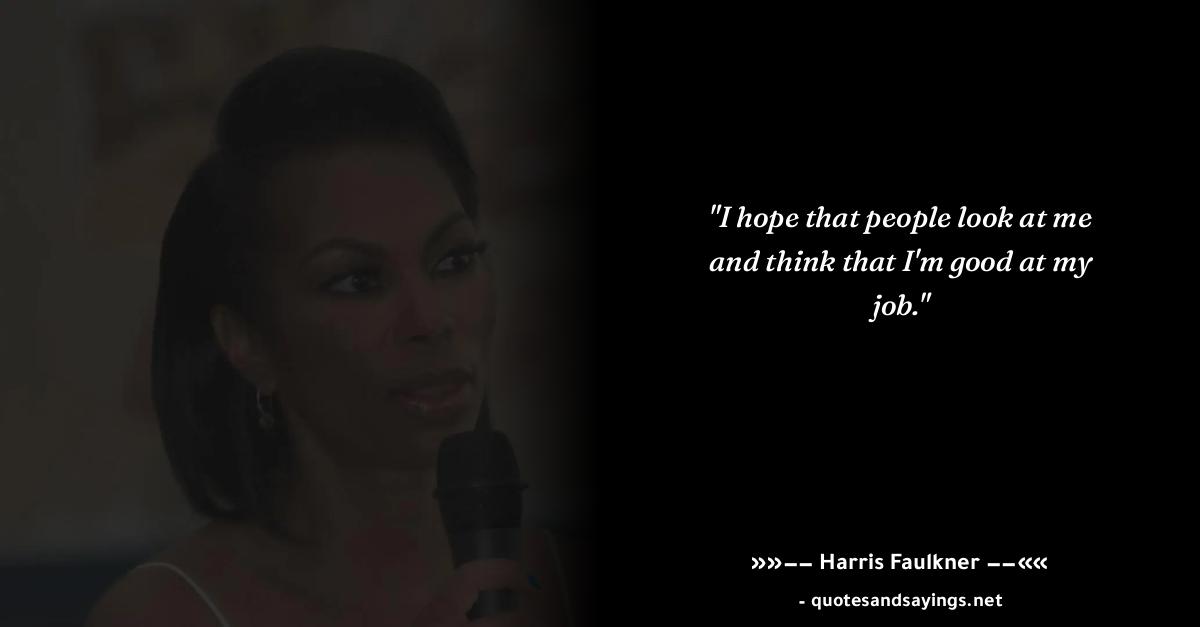 "I hope that people look at me
and think that I'm good at my
job."
»»−− Harris Faulkner −−««
- quotesandsayings.net